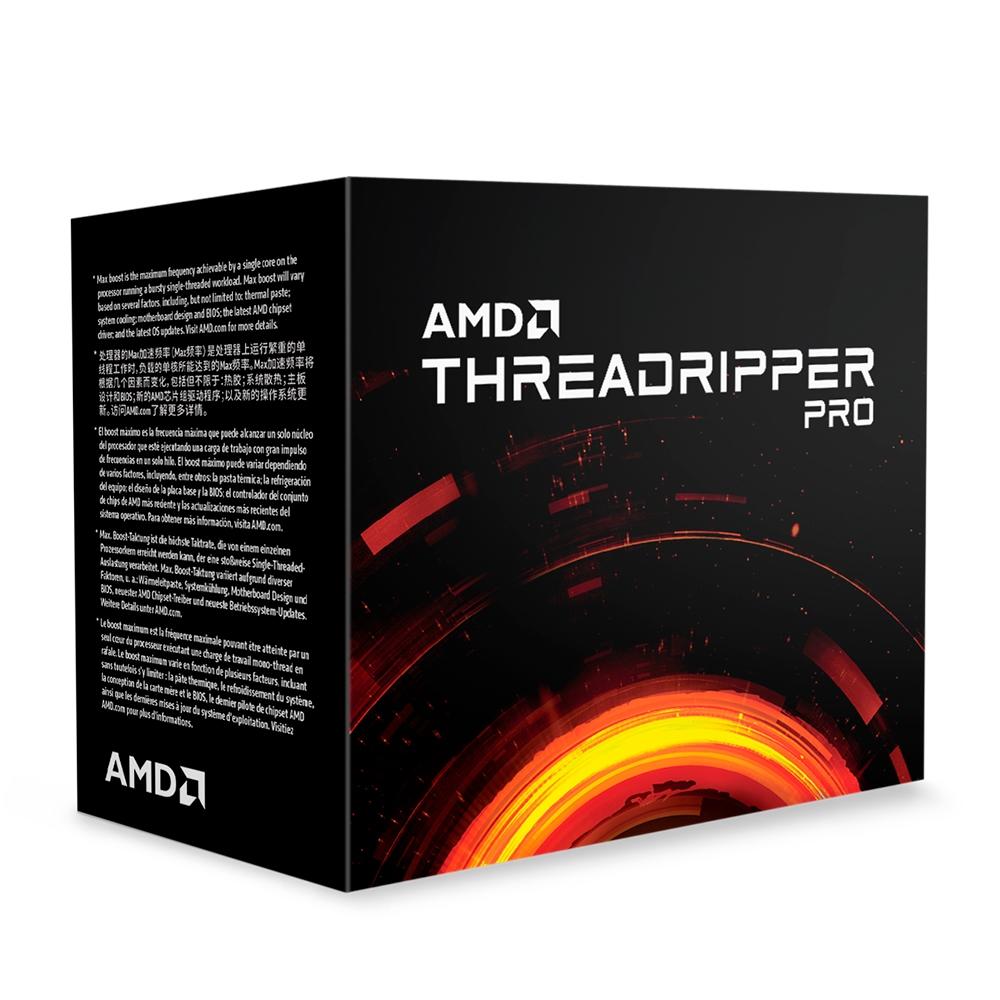 * Max boost is the maximum frequency achievable by a single core on the
processor running a bursty single-threaded workload. Max boost will vary
based on several factors, including, but not limited to: thermal paste;
system cooling; motherboard design and BIOS; the latest AMD chipset
driver; and the latest OS updates. Visit AMD.com for more details.
* 处理器的Max加速频率(Max频率)是处理器上运行繁重的单
线程工作时,负载的单核所能达到的Max频率。Max加速频率将
根据几个因素而变化,包括但不限于:热胶;系统散热;主板
设计和BIOS;新的AMD芯片组驱动程序;以及新的操作系统更
新。访问AMD.com了解更多详情。
* El boost máximo es la frecuencia máxima que puede alcanzar un solo núcleo
del procesador que esté ejecutando una carga de trabajo con gran impulso
de frecuencias en un solo hilo. El boost máximo puede variar dependiendo
de varios factores, incluyendo, entre otros: la pasta térmica; la refrigeración
del equipo; el diseño de la placa base y la BIOS; el controlador del conjunto
de chips de AMD más redente y las actualizaciones más recientes del
sistema operativo. Para obtener más información, visita AMD.com.
* Max. Boost-Taktung ist die höchste Taktrate, die von einem einzelnen
Prozessorkern erreicht werden kann, der eine stoßweise Single-Threaded-
Auslastung verarbeitet. Max. Boost-Taktung variiert aufgrund diverser
Faktoren, u. a.: Wärmeleitpaste, Systemkühlung, Motherboard Design und
BIOS, neuester AMD Chipset-Treiber und neueste Betriebssystem-Updates.
Weitere Details unter AMD.com.
* Le boost maximum est la fréquence maximale pouvant être atteinte par un
seul cœur du processeur exécutant une charge de travail mono-thread en
rafale. Le boost maximum varie en fonction de plusieurs facteurs, incluant
sans toutefois s'y limiter : la pâte thermique, le refroidissement du système,
la conception de la carte mère et le BIOS, le dernier pilote de chipset AMD
ainsi que les dernières mises à jour du système d'exploitation. Visitiez
AMD.com pour plus d'informations.
AMD
AMD
THREADRIPPER
PRO